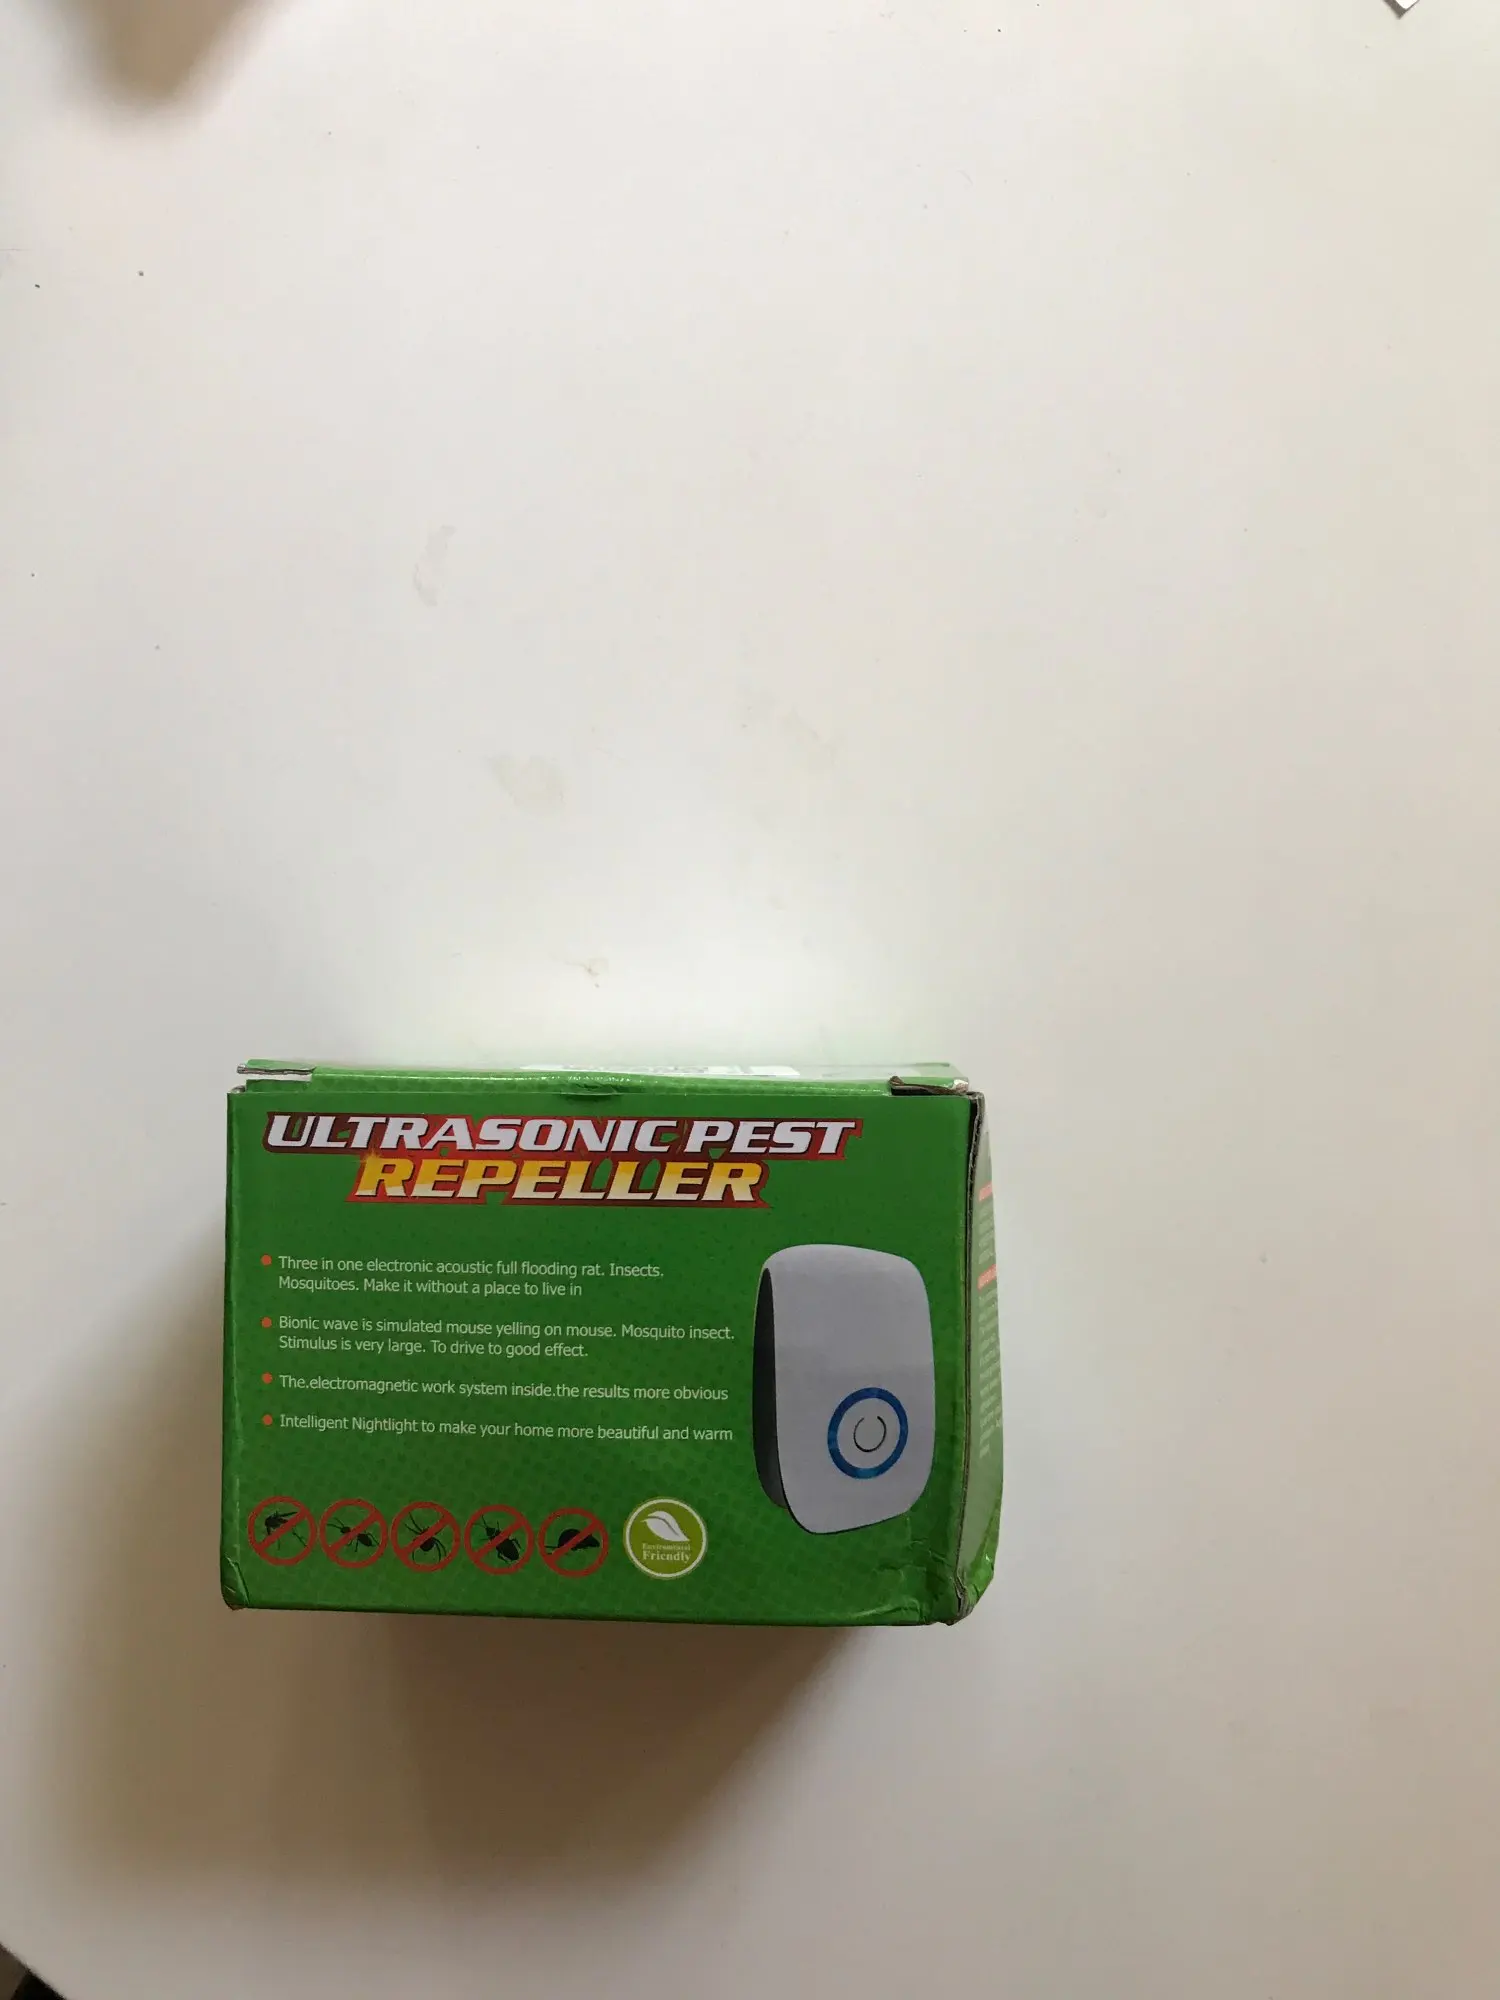 ULTRASONIC PEST
REPELLER
Three in one electronic acoustic full flooding rat. Insects.
Mosquitoes. Make it without a place to live in
Bionic wave is simulated mouse yelling on mouse. Mosquito insect.
Stimulus is very large. To drive to good effect.
The.electromagnetic work system inside.the results more obvious
Intelligent Nightlight to make your home more beautiful and warm
Environmental
Friendly